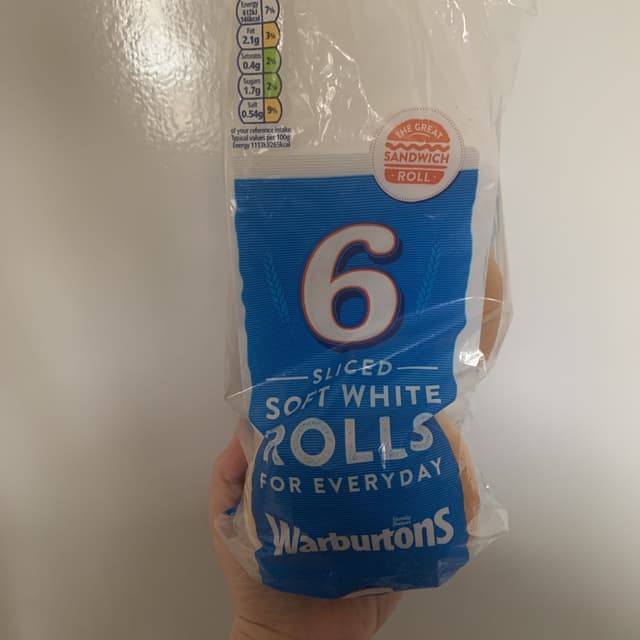 Energy
146kcal
7%
Fat
2.1g
3%
Saturates
0.4g
2%
Sugars
1.7g
2%
Salt
0.54g
9%
of your reference intake
Typical values per 100g:
THE GREAT
SANDWICH
ROLL
6
SLICED
SOFT WHITE
ROLLS
FOR EVERYDAY
Warburtons